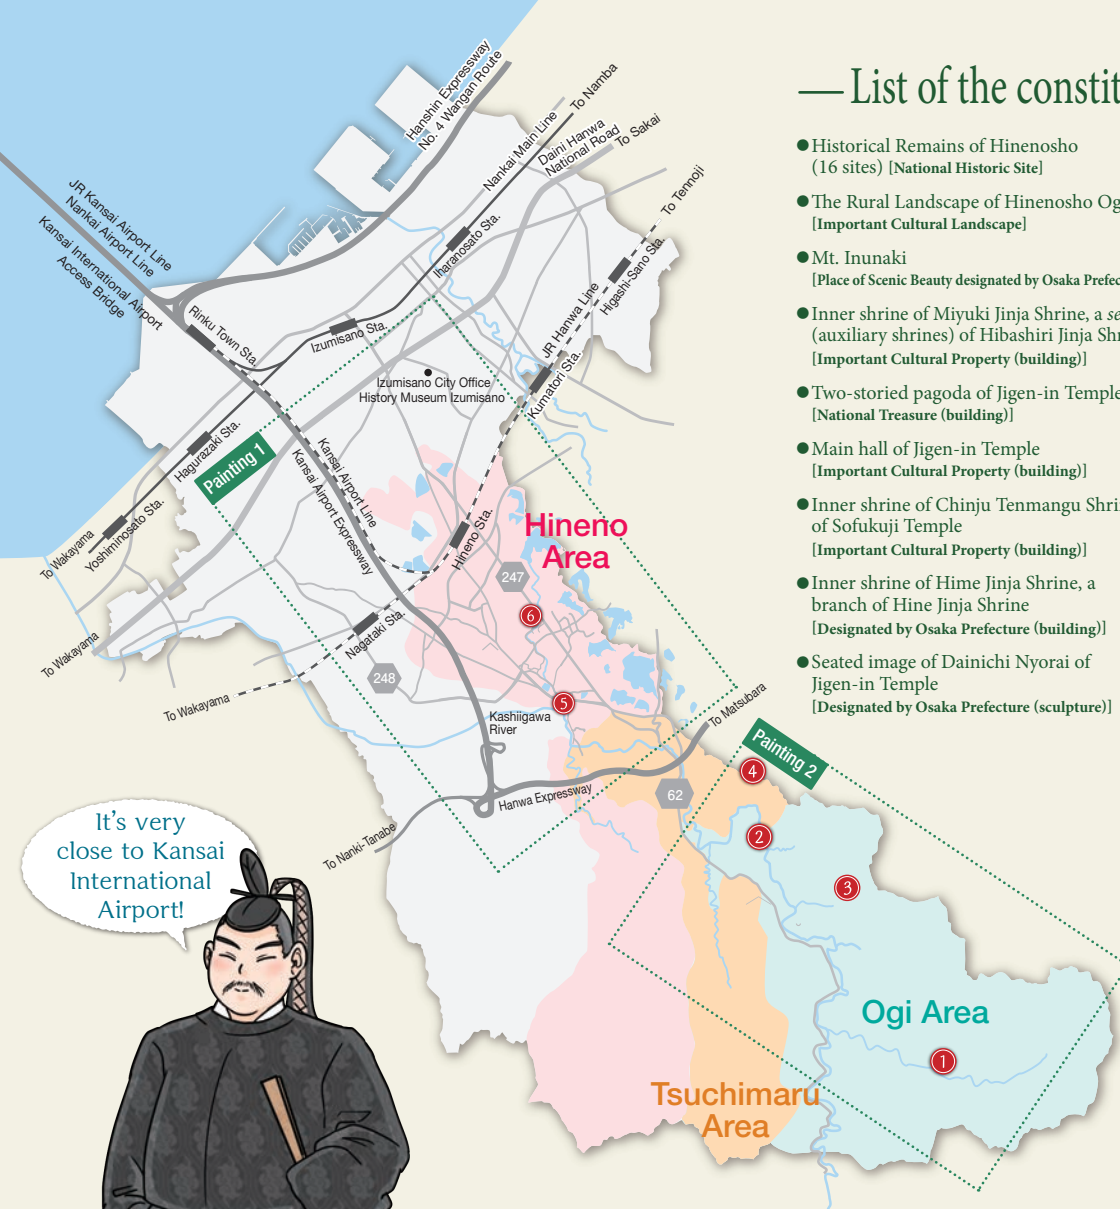 Hanshin Expressway
No. 4 Wangan Route
To Namba
Nankai Main Line
Daini Hanwa
National Road
To Sakai
To Tennoji
JR Kansai Airport Line
Nankai Airport Line
Kansai International Airport
Access Bridge
Iharanosato Sta.
Higashi-Sano Sta.
JR Hanwa Line
Rinku Town Sta.
Izumisano Sta.
Kumatori Sta.
Izumisano City Office
History Museum Izumisano
Hagurazaki Sta.
Painting 1
Kansai Airport Line
Kansai Airport Expressway
Yoshiminosato Sta.
To Wakayama
Hineno Sta.
Hineno
Area
247
6
Nagataki Sta.
To Wakayama
248
To Wakayama
5
Kashiigawa
River
To Matsubara
Painting 2
4
Hanwa Expressway
62
To Nanki-Tanabe
2
3
Ogi Area
1
Tsuchimaru
Area
It's very
close to Kansai
International
Airport!
— List of the constit
●Historical Remains of Hinenosho
(16 sites) [National Historic Site]
●The Rural Landscape of Hinenosho Og
[Important Cultural Landscape]
●Mt. Inunaki
[Place of Scenic Beauty designated by Osaka Prefec
●Inner shrine of Miyuki Jinja Shrine, a se
(auxiliary shrines) of Hibashiri Jinja Shr
[Important Cultural Property (building)]
●Two-storied pagoda of Jigen-in Temple
[National Treasure (building)]
●Main hall of Jigen-in Temple
[Important Cultural Property (building)]
●Inner shrine of Chinju Tenmangu Shri
of Sofukuji Temple
[Important Cultural Property (building)]
●Inner shrine of Hime Jinja Shrine, a
branch of Hine Jinja Shrine
[Designated by Osaka Prefecture (building)]
●Seated image of Dainichi Nyorai of
Jigen-in Temple
[Designated by Osaka Prefecture (sculpture)]